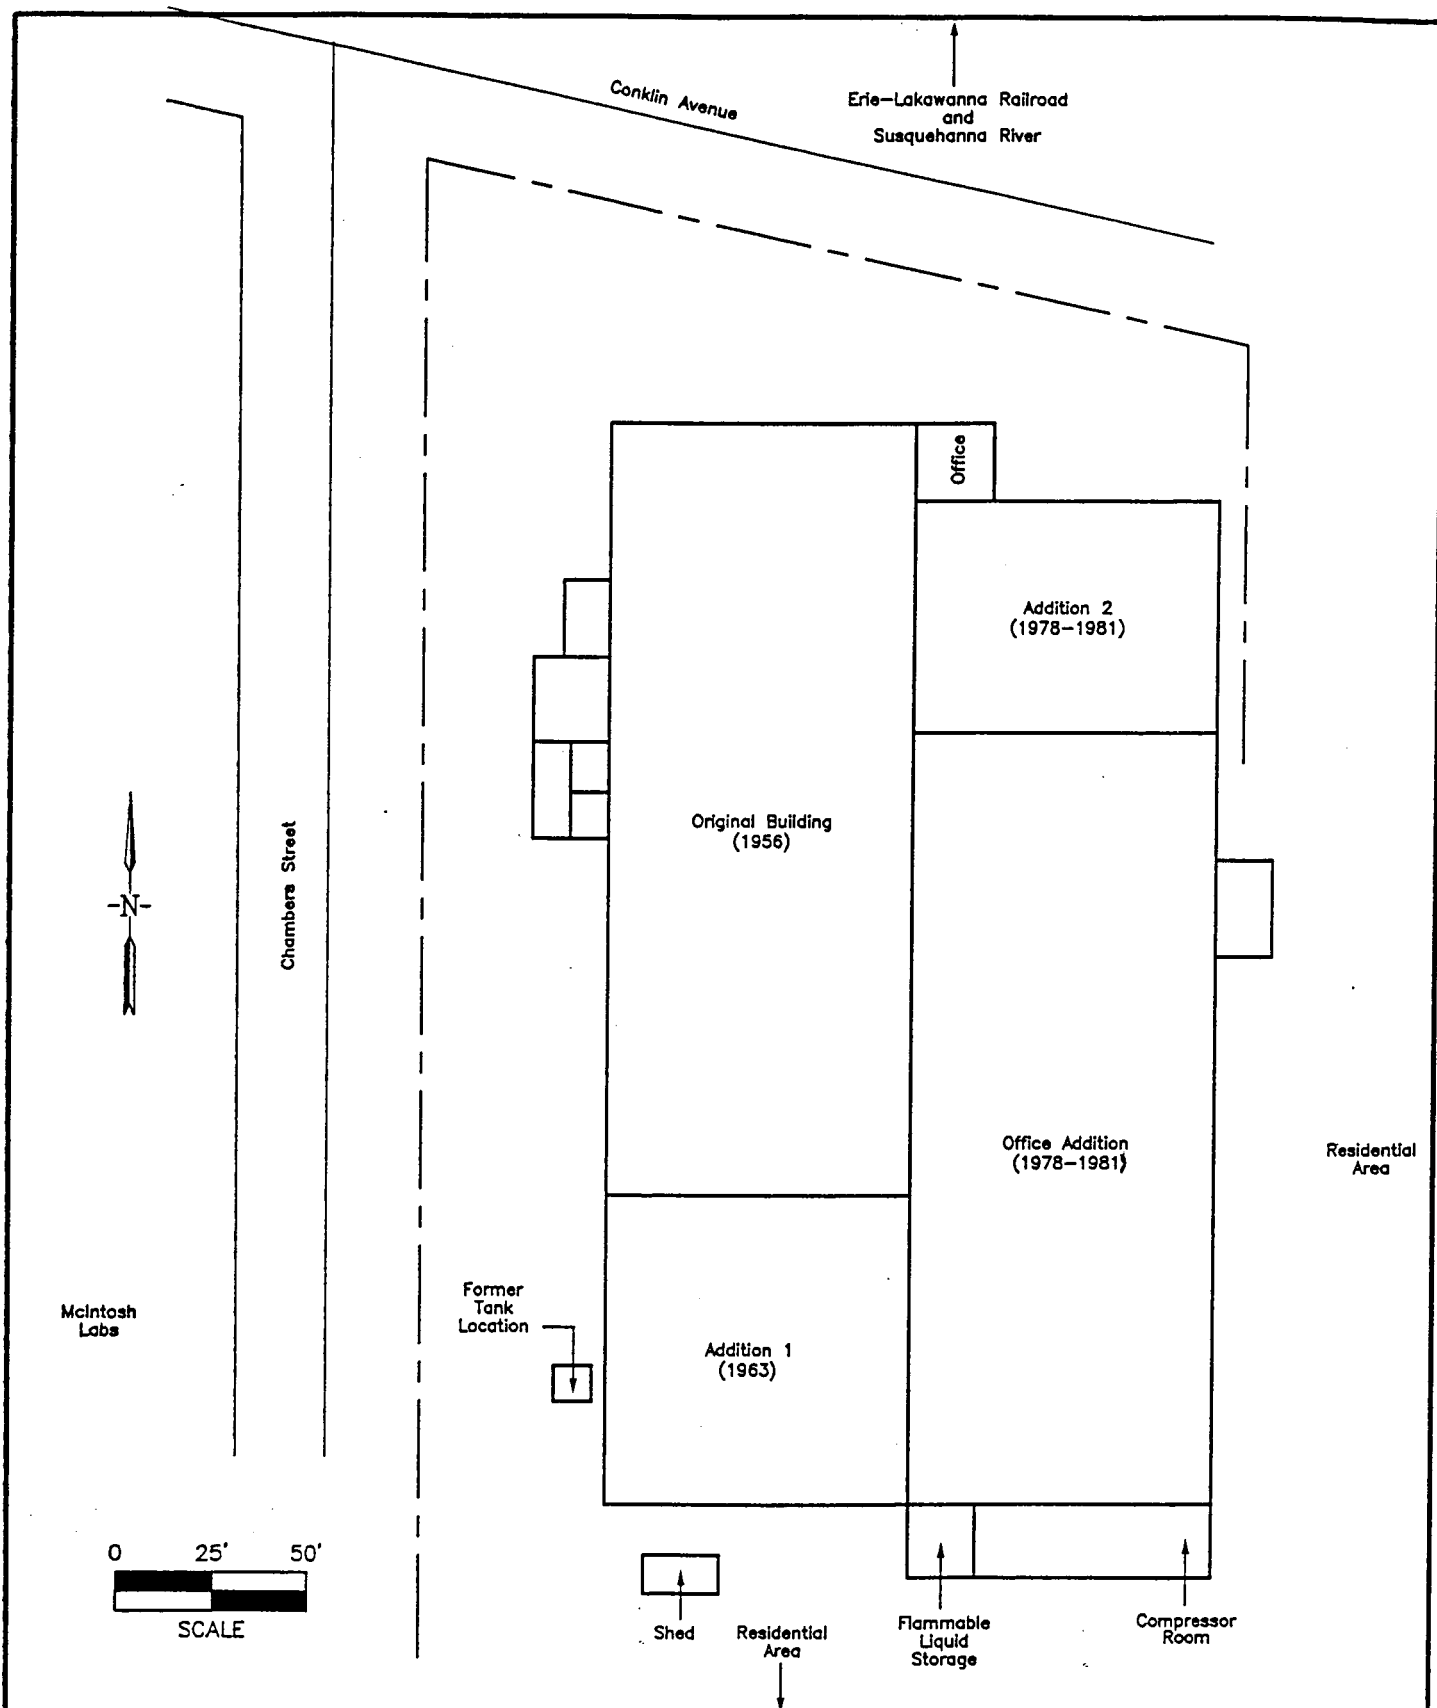 Conklin Avenue
Erie-Lakawanna Railroad
and
Susquehanna River
Office
Addition 2
(1978-1981)
Original Building
(1956)
Chambers Street
-N-
Office Addition
(1978-1981)
Residential
Area
McIntosh
Labs
Former
Tank
Location
Addition 1
(1963)
0 25' 50'
SCALE
Shed
Residential
Area
Flammable
Liquid
Storage
Compressor
Room